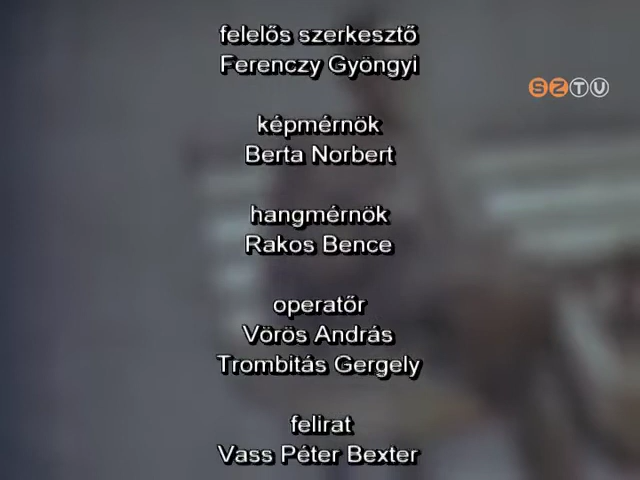 felelős szerkesztő
Ferenczy Gyöngyi
SZTV
képmérnök
Berta Norbert
hangmérnök
Rakos Bence
operatőr
Vörös András
Trombitás Gergely
felirat
Vass Péter Bexter